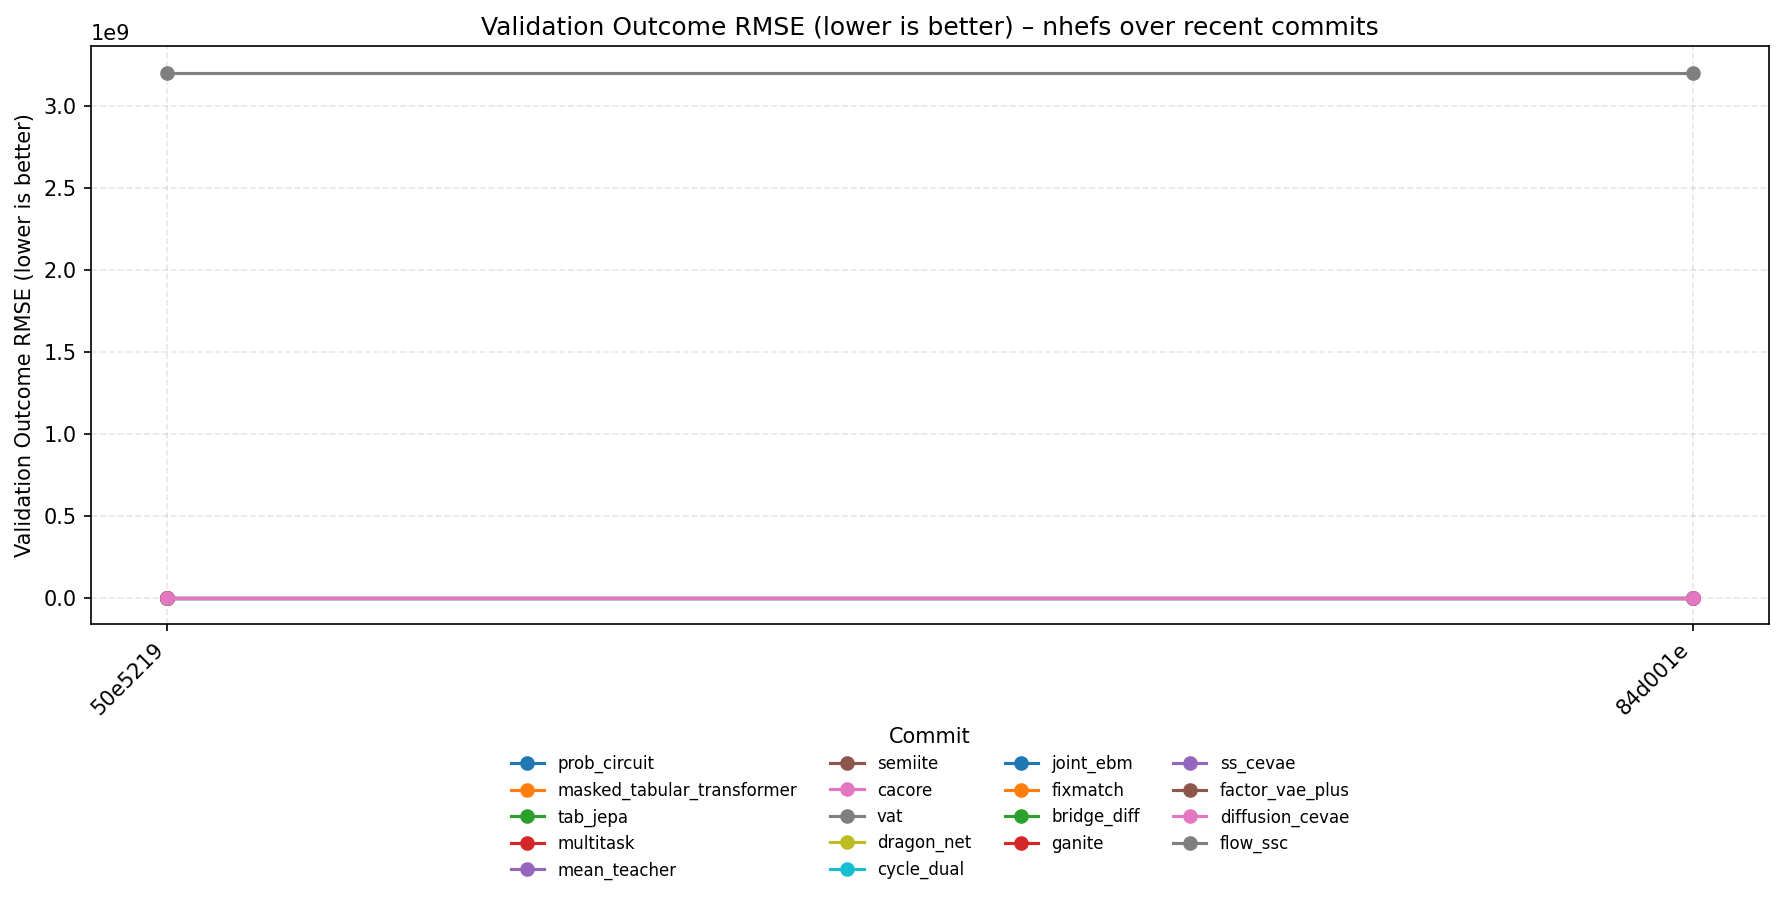 Validation Outcome RMSE (lower is better) – nhefs over recent commits
1e9
Validation Outcome RMSE (lower is better)
3.0
2.5
2.0
1.5
1.0
0.5
0.0
50e5219
84d001e
Commit
prob_circuit
masked_tabular_transformer
tab_jepa
multitask
mean_teacher
semiite
cacore
vat
dragon_net
cycle_dual
joint_ebm
fixmatch
bridge_diff
ganite
ss_cevae
factor_vae_plus
diffusion_cevae
flow_ssc